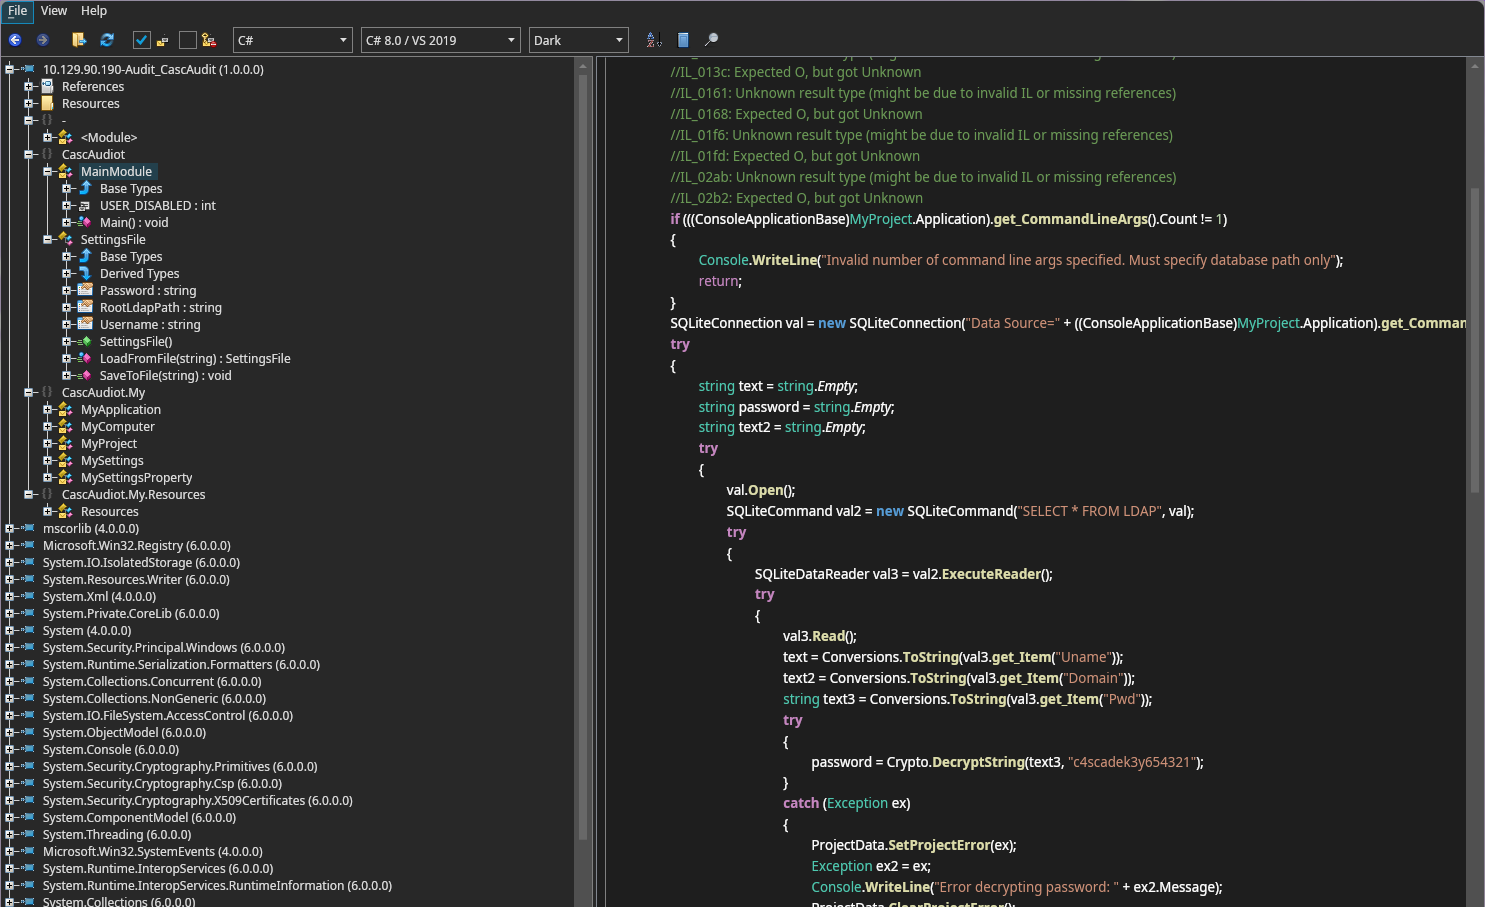 File View Help
C# C# 8.0 / VS 2019 Dark
10.129.90.190-Audit_CascAudit (1.0.0.0)
References
Resources
-
<Module>
CascAudiot
MainModule
Base Types
USER_DISABLED : int
Main() : void
SettingsFile
Base Types
Derived Types
Password : string
RootLdapPath : string
Username : string
SettingsFile()
LoadFromFile(string) : SettingsFile
SaveToFile(string) : void
CascAudiot.My
MyApplication
MyComputer
MyProject
MySettings
MySettingsProperty
CascAudiot.My.Resources
Resources
mscorlib (4.0.0.0)
Microsoft.Win32.Registry (6.0.0.0)
System.IO.IsolatedStorage (6.0.0.0)
System.Resources.Writer (6.0.0.0)
System.Xml (4.0.0.0)
System.Private.CoreLib (6.0.0.0)
System (4.0.0.0)
System.Security.Principal.Windows (6.0.0.0)
System.Runtime.Serialization.Formatters (6.0.0.0)
System.Collections.Concurrent (6.0.0.0)
System.Collections.NonGeneric (6.0.0.0)
System.IO.FileSystem.AccessControl (6.0.0.0)
System.ObjectModel (6.0.0.0)
System.Console (6.0.0.0)
System.Security.Cryptography.Primitives (6.0.0.0)
System.Security.Cryptography.Csp (6.0.0.0)
System.Security.Cryptography.X509Certificates (6.0.0.0)
System.ComponentModel (6.0.0.0)
System.Threading (6.0.0.0)
Microsoft.Win32.SystemEvents (4.0.0.0)
System.Runtime.InteropServices (6.0.0.0)
System.Runtime.InteropServices.RuntimeInformation (6.0.0.0)
System.Collections (6.0.0.0)
//IL_013c: Expected O, but got Unknown
//IL_0161: Unknown result type (might be due to invalid IL or missing references)
//IL_0168: Expected O, but got Unknown
//IL_01f6: Unknown result type (might be due to invalid IL or missing references)
//IL_01fd: Expected O, but got Unknown
//IL_02ab: Unknown result type (might be due to invalid IL or missing references)
//IL_02b2: Expected O, but got Unknown
if (((ConsoleApplicationBase)MyProject.Application).get_CommandLineArgs().Count != 1)
{
Console.WriteLine("Invalid number of command line args specified. Must specify database path only");
return;
}
SQLiteConnection val = new SQLiteConnection("Data Source=" + ((ConsoleApplicationBase)MyProject.Application).get_Comman
try
{
string text = string.Empty;
string password = string.Empty;
string text2 = string.Empty;
try
{
val.Open();
SQLiteCommand val2 = new SQLiteCommand("SELECT * FROM LDAP", val);
try
{
SQLiteDataReader val3 = val2.ExecuteReader();
try
{
val3.Read();
text = Conversions.ToString(val3.get_Item("Uname"));
text2 = Conversions.ToString(val3.get_Item("Domain"));
string text3 = Conversions.ToString(val3.get_Item("Pwd"));
try
{
password = Crypto.DecryptString(text3, "c4scadek3y654321");
}
catch (Exception ex)
{
ProjectData.SetProjectError(ex);
Exception ex2 = ex;
Console.WriteLine("Error decrypting password: " + ex2.Message);
ProjectData.ClearProjectError();